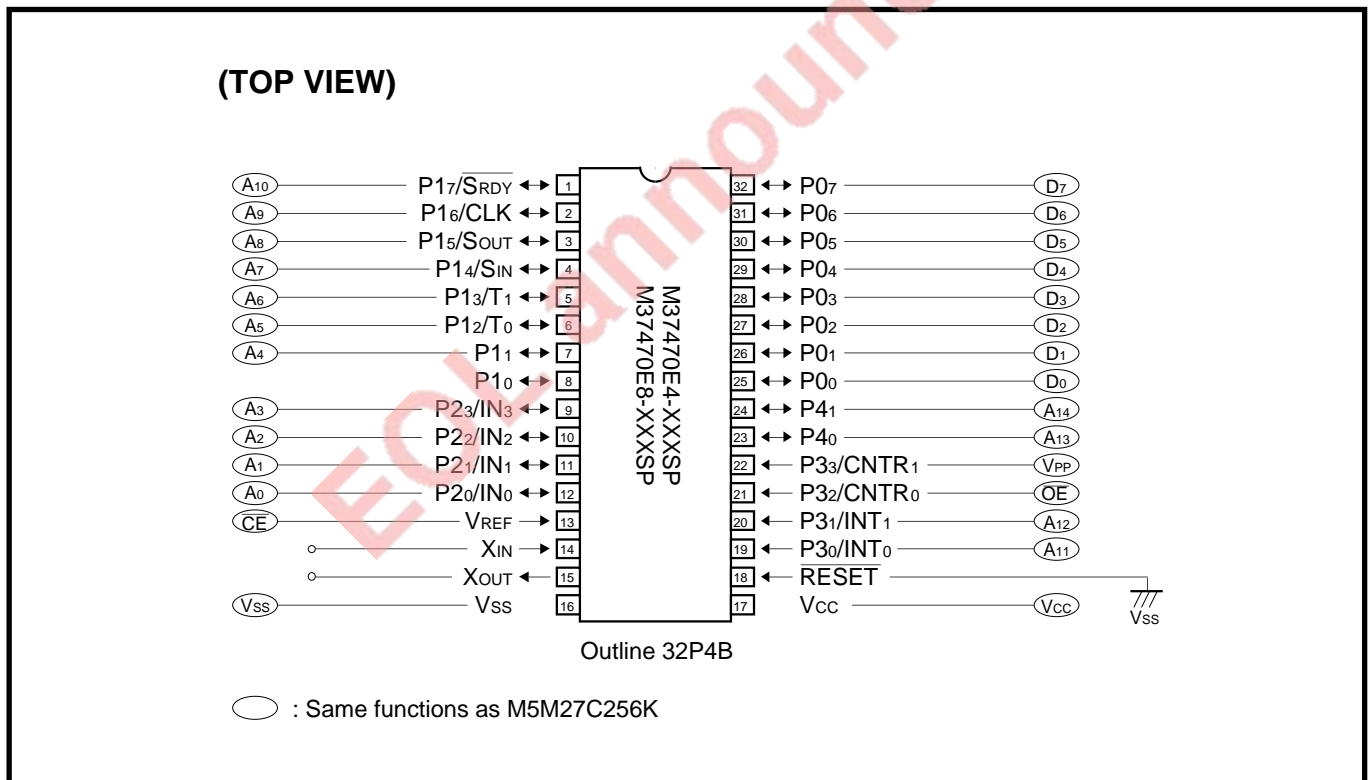 (TOP VIEW)
A10 P17/SRDY 1 32 P07 D7
A9 P16/CLK 2 31 P06 D6
A8 P15/SOUT 3 30 P05 D5
A7 P14/SIN 4 29 P04 D4
A6 P13/T1 5 28 P03 D3
A5 P12/T0 6 27 P02 D2
A4 P11 7 26 P01 D1
P10 8 25 P00 D0
A3 P23/IN3 9 24 P41 A14
A2 P22/IN2 10 23 P40 A13
A1 P21/IN1 11 22 P33/CNTR1 VPP
A0 P20/IN0 12 21 P32/CNTR0 OE
CE VREF 13 20 P31/INT1 A12
XIN 14 19 P30/INT0 A11
XOUT 15 18 RESET
VSS VSS 16 17 VCC VCC
VSS
M37470E4-XXXSP
M37470E8-XXXSP
Outline 32P4B
: Same functions as M5M27C256K
EOL announ